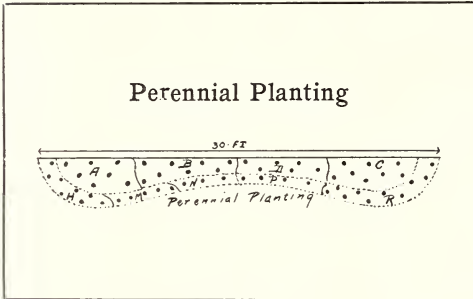 Perennial Planting
30 FT
A B D C
H M N P R
Perennial Planting